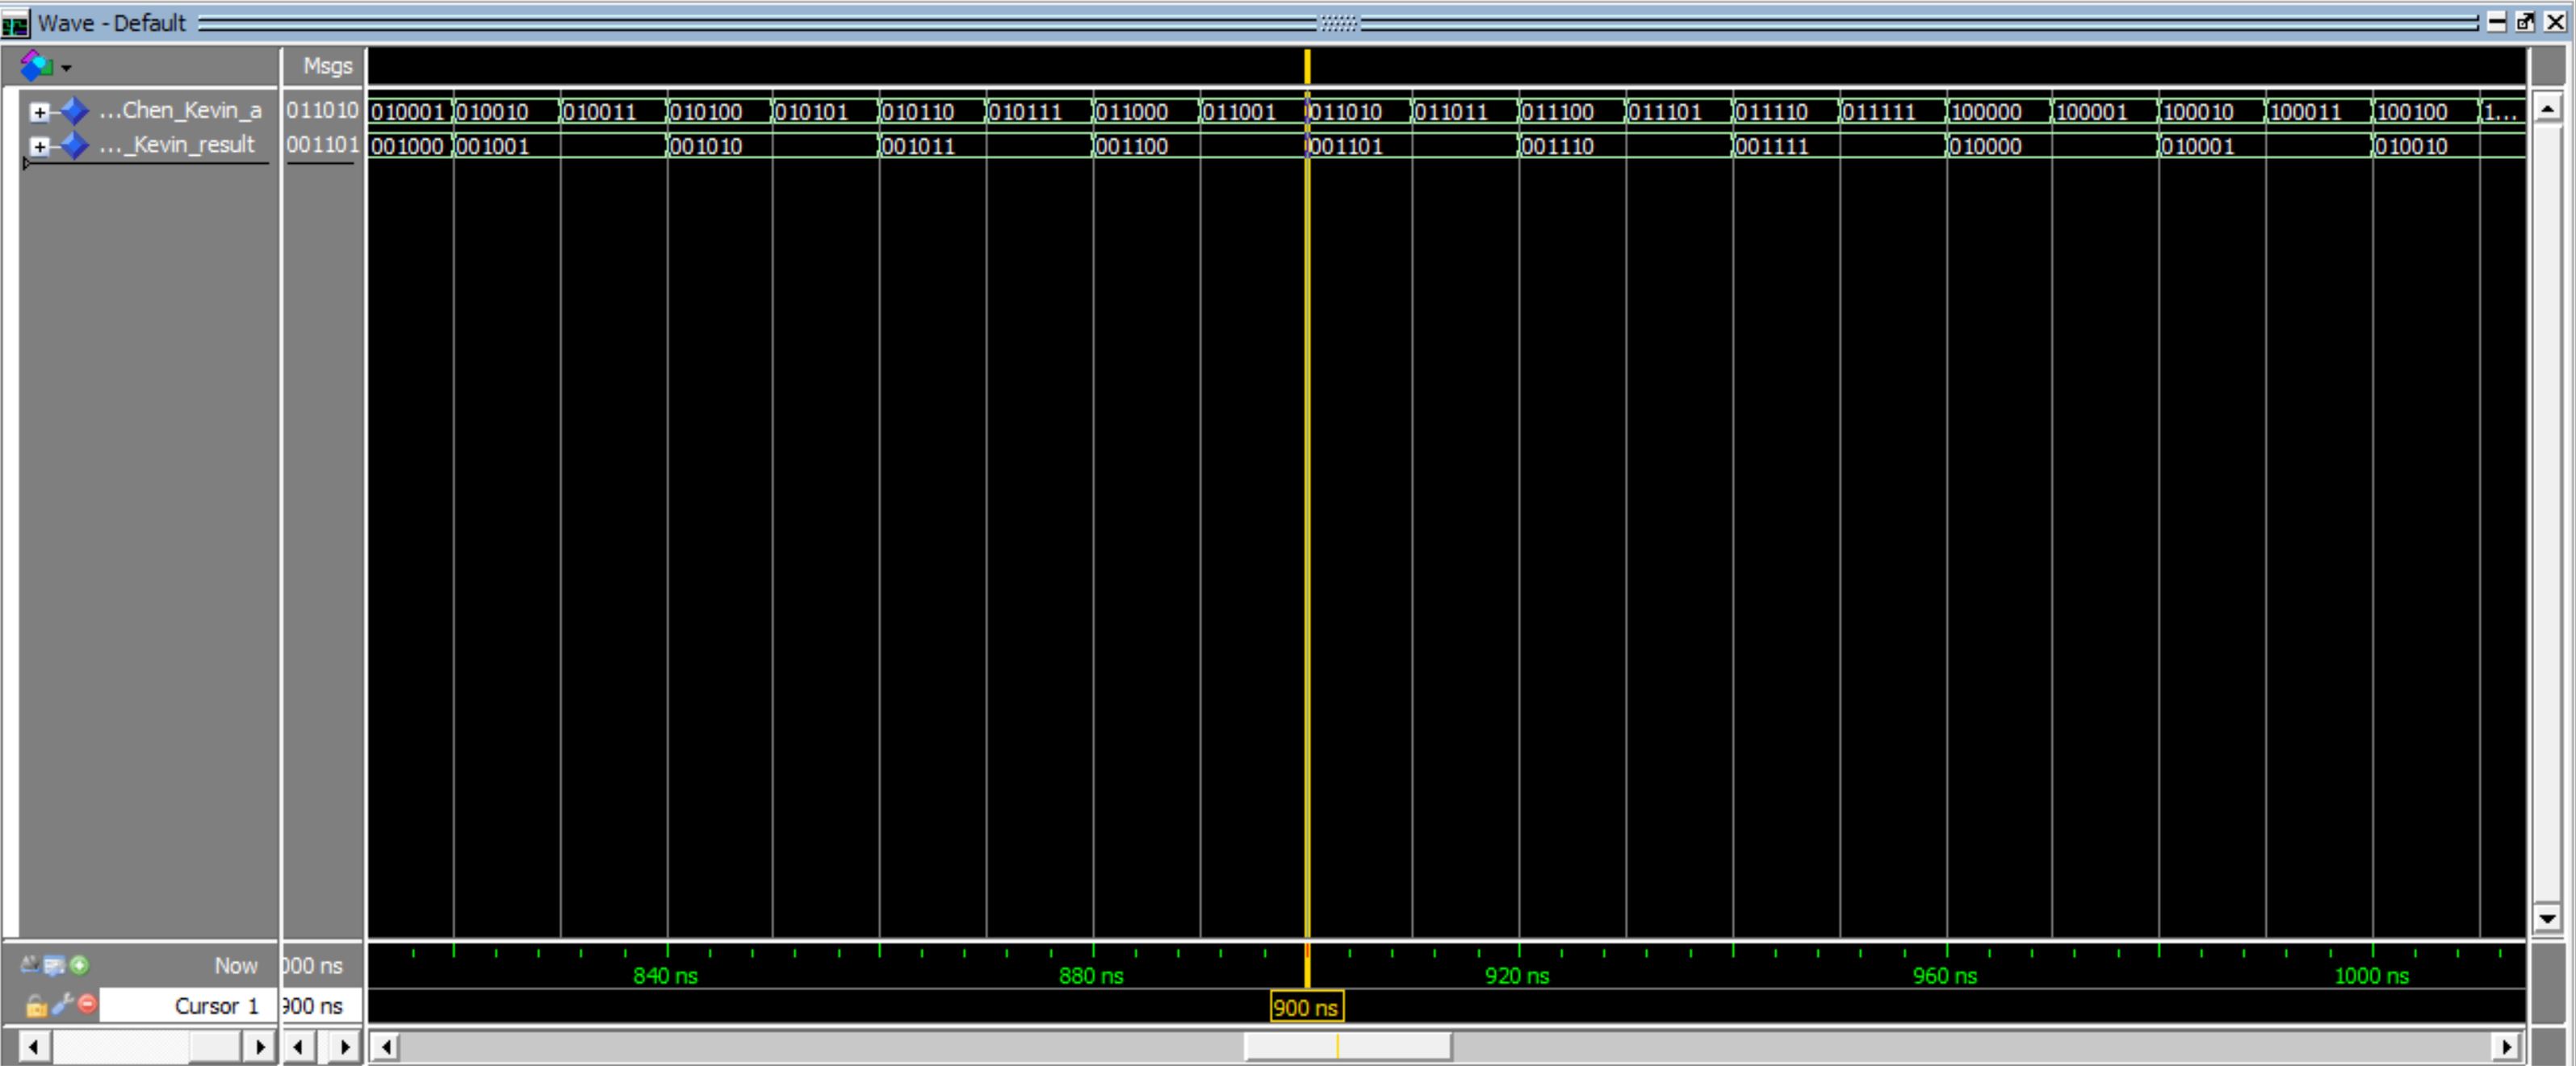 Wave - Default
Msgs
...Chen_Kevin_a 011010 010001 010010 010011 010100 010101 010110 010111 011000 011001 011010 011011 011100 011101 011110 011111 100000 100001 100010 100011 100100 1...
..._Kevin_result 001101 001000 001001 001010 001011 001100 001101 001110 001111 010000 010001 010010
Now 000 ns 840 ns 880 ns 920 ns 960 ns 1000 ns
Cursor 1 900 ns 900 ns